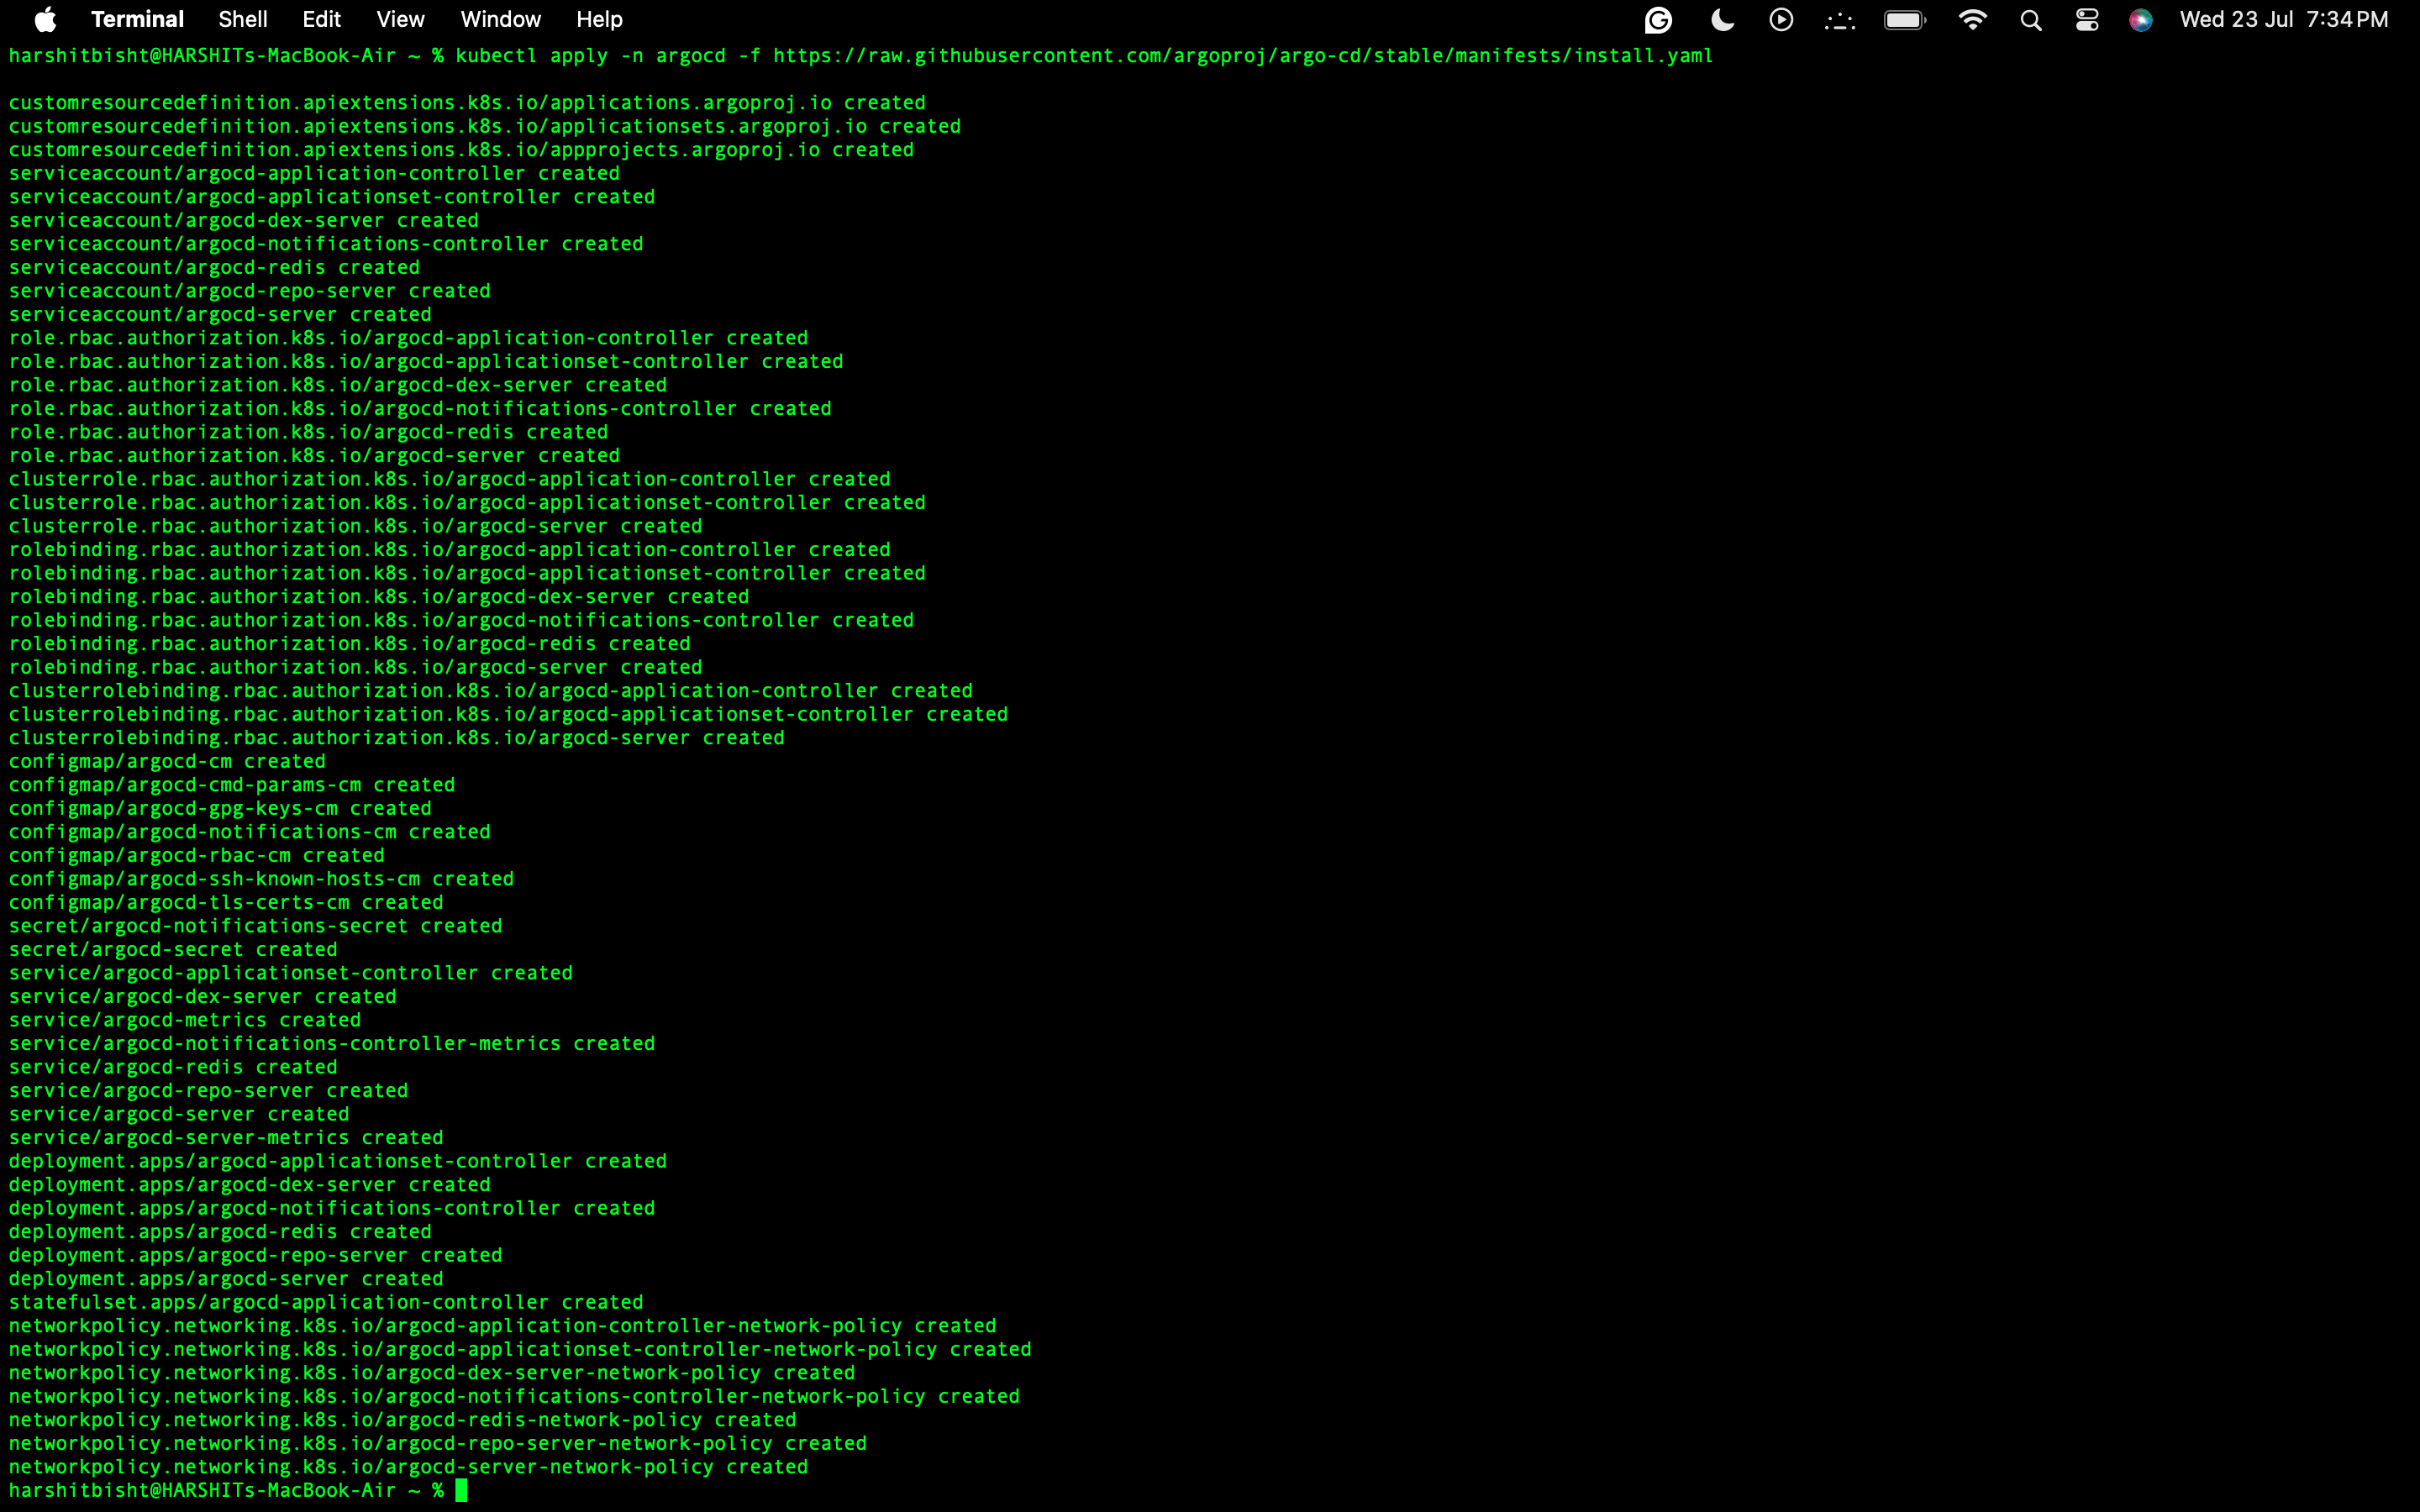 Terminal Shell Edit View Window Help Wed 23 Jul 7:34 PM
harshitbisht@HARSHITs-MacBook-Air ~ % kubectl apply -n argocd -f https://raw.githubusercontent.com/argoproj/argo-cd/stable/manifests/install.yaml
customresourcedefinition.apiextensions.k8s.io/applications.argoproj.io created
customresourcedefinition.apiextensions.k8s.io/applicationsets.argoproj.io created
customresourcedefinition.apiextensions.k8s.io/appprojects.argoproj.io created
serviceaccount/argocd-application-controller created
serviceaccount/argocd-applicationset-controller created
serviceaccount/argocd-dex-server created
serviceaccount/argocd-notifications-controller created
serviceaccount/argocd-redis created
serviceaccount/argocd-repo-server created
serviceaccount/argocd-server created
role.rbac.authorization.k8s.io/argocd-application-controller created
role.rbac.authorization.k8s.io/argocd-applicationset-controller created
role.rbac.authorization.k8s.io/argocd-dex-server created
role.rbac.authorization.k8s.io/argocd-notifications-controller created
role.rbac.authorization.k8s.io/argocd-redis created
role.rbac.authorization.k8s.io/argocd-server created
clusterrole.rbac.authorization.k8s.io/argocd-application-controller created
clusterrole.rbac.authorization.k8s.io/argocd-applicationset-controller created
clusterrole.rbac.authorization.k8s.io/argocd-server created
rolebinding.rbac.authorization.k8s.io/argocd-application-controller created
rolebinding.rbac.authorization.k8s.io/argocd-applicationset-controller created
rolebinding.rbac.authorization.k8s.io/argocd-dex-server created
rolebinding.rbac.authorization.k8s.io/argocd-notifications-controller created
rolebinding.rbac.authorization.k8s.io/argocd-redis created
rolebinding.rbac.authorization.k8s.io/argocd-server created
clusterrolebinding.rbac.authorization.k8s.io/argocd-application-controller created
clusterrolebinding.rbac.authorization.k8s.io/argocd-applicationset-controller created
clusterrolebinding.rbac.authorization.k8s.io/argocd-server created
configmap/argocd-cm created
configmap/argocd-cmd-params-cm created
configmap/argocd-gpg-keys-cm created
configmap/argocd-notifications-cm created
configmap/argocd-rbac-cm created
configmap/argocd-ssh-known-hosts-cm created
configmap/argocd-tls-certs-cm created
secret/argocd-notifications-secret created
secret/argocd-secret created
service/argocd-applicationset-controller created
service/argocd-dex-server created
service/argocd-metrics created
service/argocd-notifications-controller-metrics created
service/argocd-redis created
service/argocd-repo-server created
service/argocd-server created
service/argocd-server-metrics created
deployment.apps/argocd-applicationset-controller created
deployment.apps/argocd-dex-server created
deployment.apps/argocd-notifications-controller created
deployment.apps/argocd-redis created
deployment.apps/argocd-repo-server created
deployment.apps/argocd-server created
statefulset.apps/argocd-application-controller created
networkpolicy.networking.k8s.io/argocd-application-controller-network-policy created
networkpolicy.networking.k8s.io/argocd-applicationset-controller-network-policy created
networkpolicy.networking.k8s.io/argocd-dex-server-network-policy created
networkpolicy.networking.k8s.io/argocd-notifications-controller-network-policy created
networkpolicy.networking.k8s.io/argocd-redis-network-policy created
networkpolicy.networking.k8s.io/argocd-repo-server-network-policy created
networkpolicy.networking.k8s.io/argocd-server-network-policy created
harshitbisht@HARSHITs-MacBook-Air ~ %